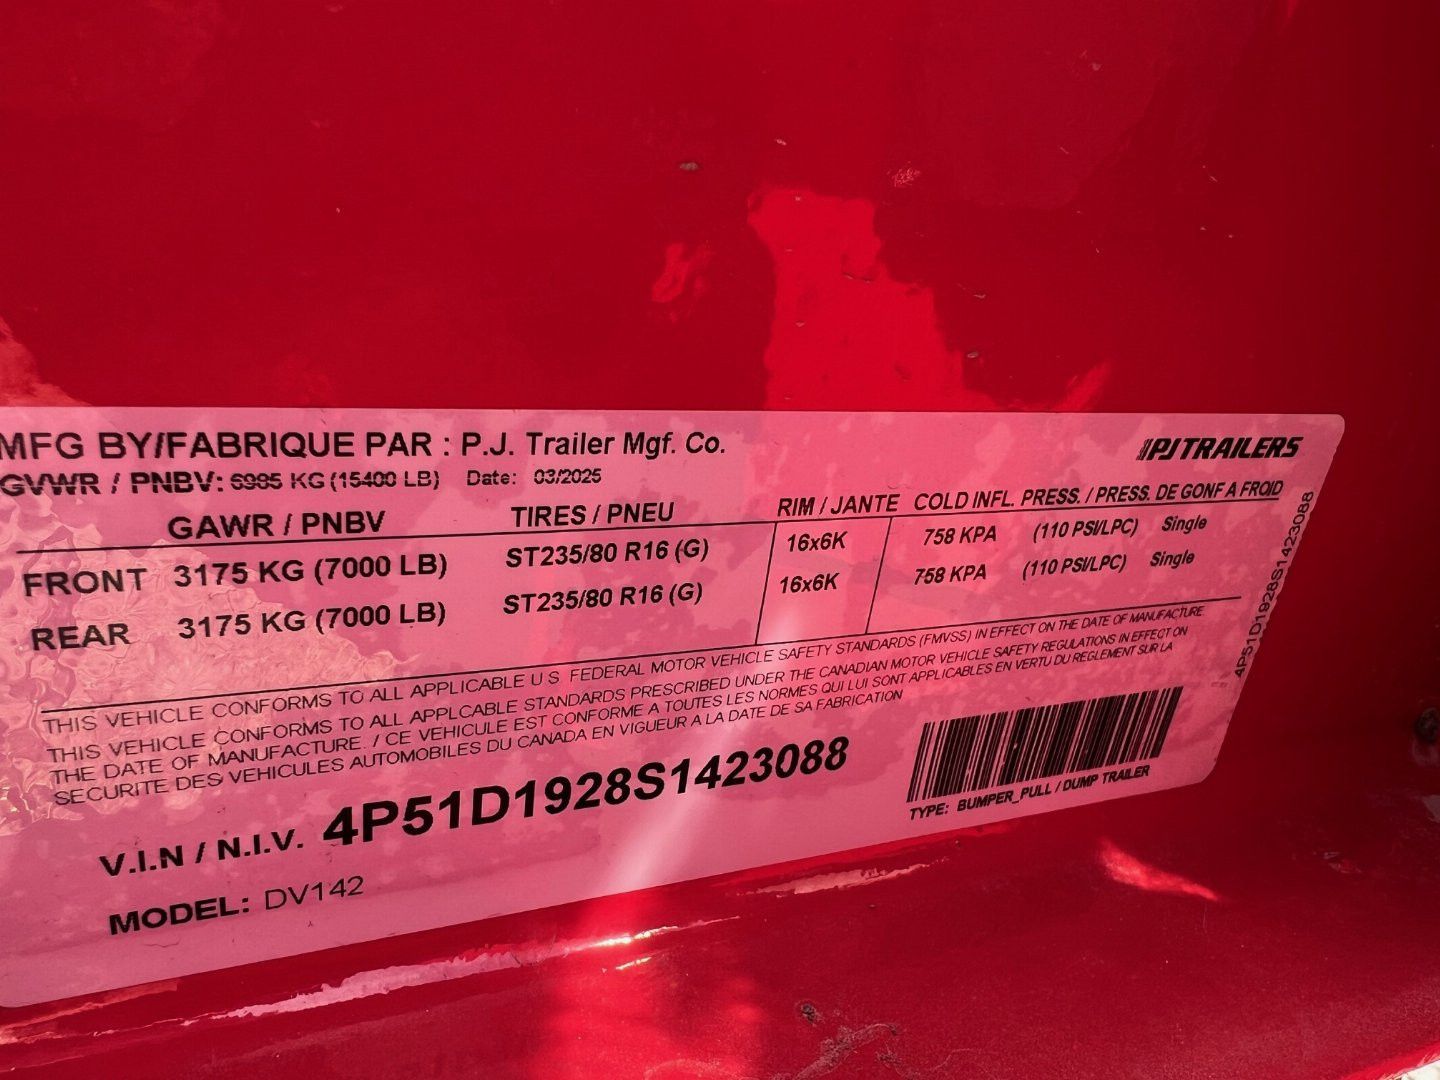 MFG BY/FABRIQUE PAR : P.J. Trailer Mgf. Co.
PJTRAILERS
GVWR / PNBV: 6985 KG (15400 LB) Date: 03/2025
GAWR / PNBV TIRES / PNEU RIM / JANTE COLD INFL. PRESS. / PRESS. DE GONF A FROID
FRONT 3175 KG (7000 LB) ST235/80 R16 (G) 16x6K 758 KPA (110 PSI/LPC) Single
REAR 3175 KG (7000 LB) ST235/80 R16 (G) 16x6K 758 KPA (110 PSI/LPC) Single
THIS VEHICLE CONFORMS TO ALL APPLICABLE U.S. FEDERAL MOTOR VEHICLE SAFETY STANDARDS (FMVSS) IN EFFECT ON THE DATE OF MANUFACTURE
THIS VEHICLE CONFORMS TO ALL APPLCABLE STANDARDS PRESCRIBED UNDER THE CANADIAN MOTOR VEHICLE SAFETY REGULATIONS IN EFFECT ON
THE DATE OF MANUFACTURE. / CE VEHICULE EST CONFORME A TOUTES LES NORMES QUI LUI SONT APPLICABLES EN VERTU DU REGLEMENT SUR LA
SECURITE DES VEHICULES AUTOMOBILES DU CANADA EN VIGUEUR A LA DATE DE SA FABRICATION
V.I.N / N.I.V. 4P51D1928S1423088
MODEL: DV142
TYPE: BUMPER_PULL / DUMP TRAILER
4P51D1928S1423088